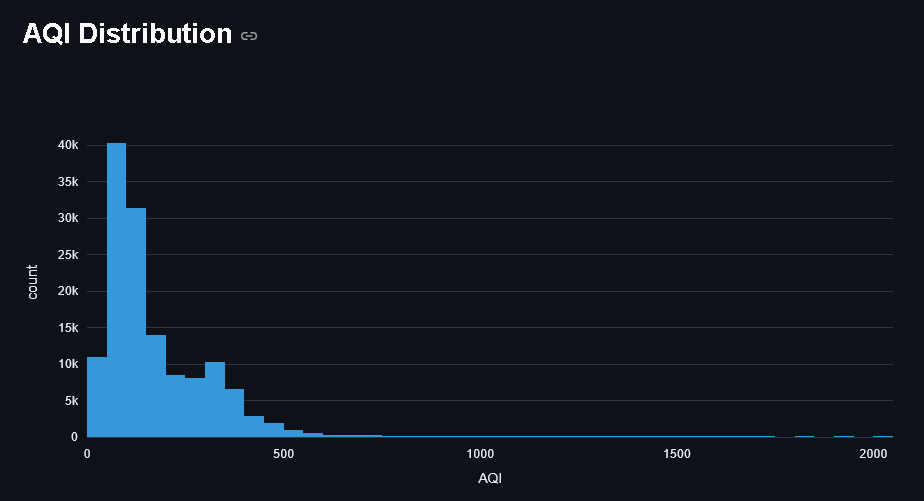 AQI Distribution
40k
35k
30k
25k
20k
15k
10k
5k
0
count
0 500 1000 1500 2000
AQI